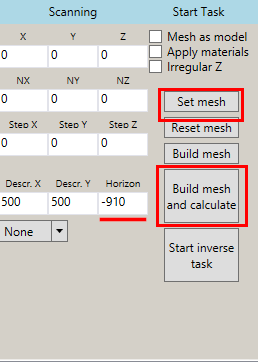 Scanning Start Task
X Y Z Mesh as model
0 0 0 Apply materials
Irregular Z
NX NY NZ
0 0 0 Set mesh
Step X Step Y Step Z Reset mesh
0 0 0 Build mesh
Descr. X Descr. Y Horizon Build mesh
500 500 -910 and calculate
None Start inverse
task